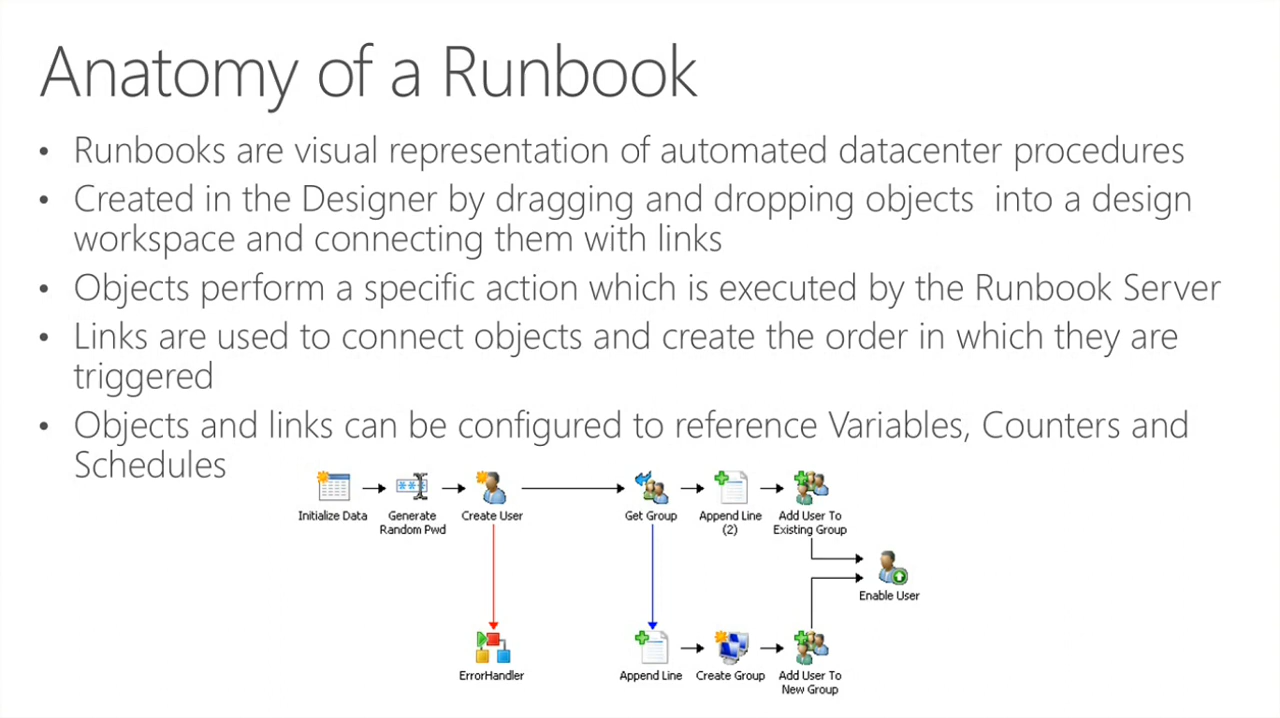 Anatomy of a Runbook
• Runbooks are visual representation of automated datacenter procedures
• Created in the Designer by dragging and dropping objects  into a design
workspace and connecting them with links
• Objects perform a specific action which is executed by the Runbook Server
• Links are used to connect objects and create the order in which they are
triggered
• Objects and links can be configured to reference Variables, Counters and
Schedules
Initialize Data
Generate
Random Pwd
Create User
Get Group
Append Line
(2)
Add User To
Existing Group
Enable User
ErrorHandler
Append Line
Create Group
Add User To
New Group